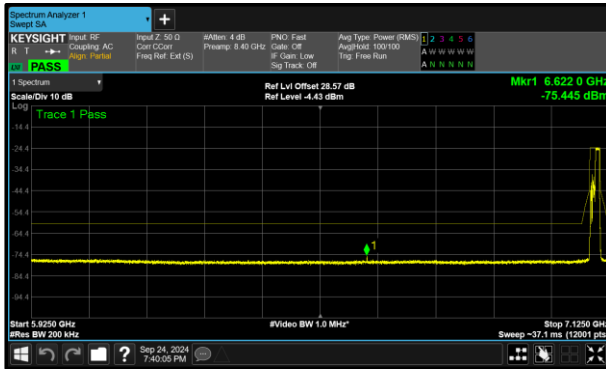 Spectrum Analyzer 1
Swept SA
KEYSIGHT
R T
PASS
Input: RF
Coupling: AC
Align: Partial
Input Z: 50 Ω
Corr CCorr
Freq Ref: Ext (S)
#Atten: 4 dB
Preamp: 8.40 GHz
PNO: Fast
Gate: Off
IF Gain: Low
Sig Track: Off
Avg Type: Power (RMS)
Avg|Hold: 100/100
Trig: Free Run
1 2 3 4 5 6
A W W W W W
A N N N N N
1 Spectrum
Scale/Div 10 dB
Ref Lvl Offset 28.57 dB
Ref Level -4.43 dBm
Mkr1 6.622 0 GHz
-75.445 dBm
Log
Trace 1 Pass
-14.4
-24.4
-34.4
-44.4
-54.4
-64.4
-74.4
-84.4
-94.4
1
Start 5.9250 GHz
#Res BW 200 kHz
#Video BW 1.0 MHz*
Stop 7.1250 GHz
Sweep ~37.1 ms (12001 pts)
?
Sep 24, 2024
7:40:05 PM